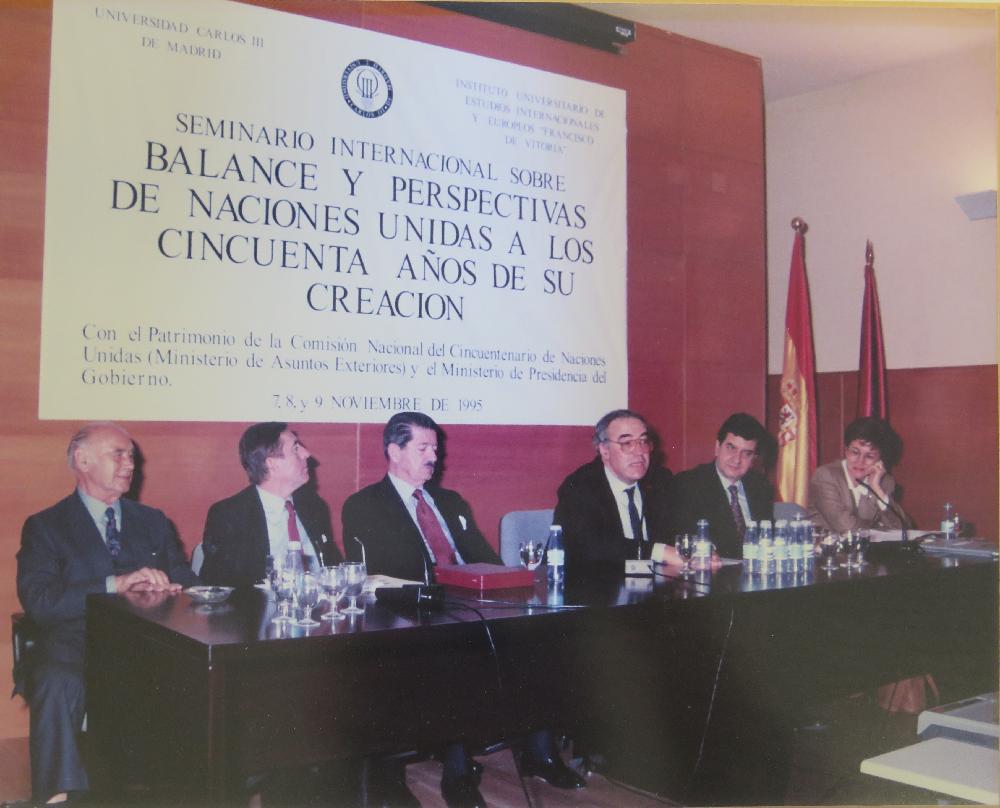 UNIVERSIDAD CARLOS III
DE MADRID
INSTITUTO UNIVERSITARIO DE
ESTUDIOS INTERNACIONALES
Y EUROPEOS "FRANCISCO
DE VITORIA"
SEMINARIO INTERNACIONAL SOBRE
BALANCE Y PERSPECTIVAS
DE NACIONES UNIDAS A LOS
CINCUENTA AÑOS DE SU
CREACION
Con el Patrimonio de la Comisión Nacional del Cincuentenario de Naciones
Unidas (Ministerio de Asuntos Exteriores) y el Ministerio de Presidencia del
Gobierno.
7, 8, y 9 NOVIEMBRE DE 1995